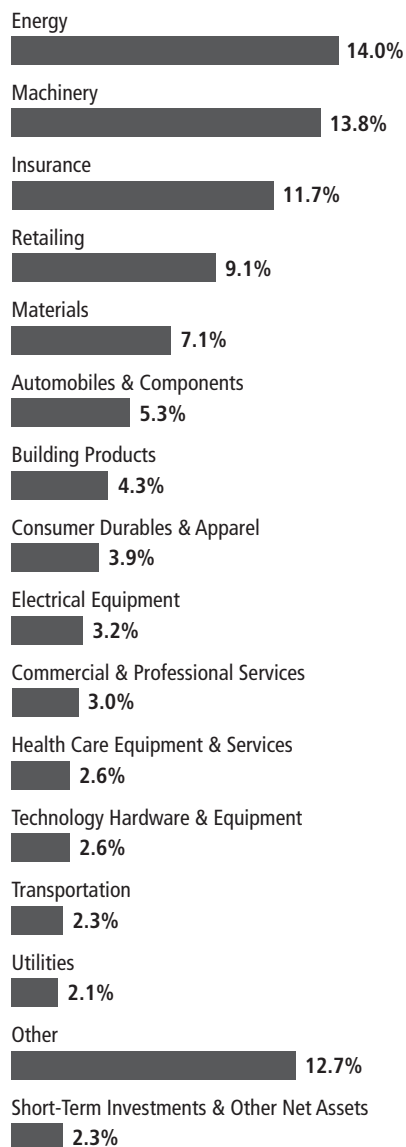 Energy
14.0%
Machinery
13.8%
Insurance
11.7%
Retailing
9.1%
Materials
7.1%
Automobiles & Components
5.3%
Building Products
4.3%
Consumer Durables & Apparel
3.9%
Electrical Equipment
3.2%
Commercial & Professional Services
3.0%
Health Care Equipment & Services
2.6%
Technology Hardware & Equipment
2.6%
Transportation
2.3%
Utilities
2.1%
Other
12.7%
Short-Term Investments & Other Net Assets
2.3%